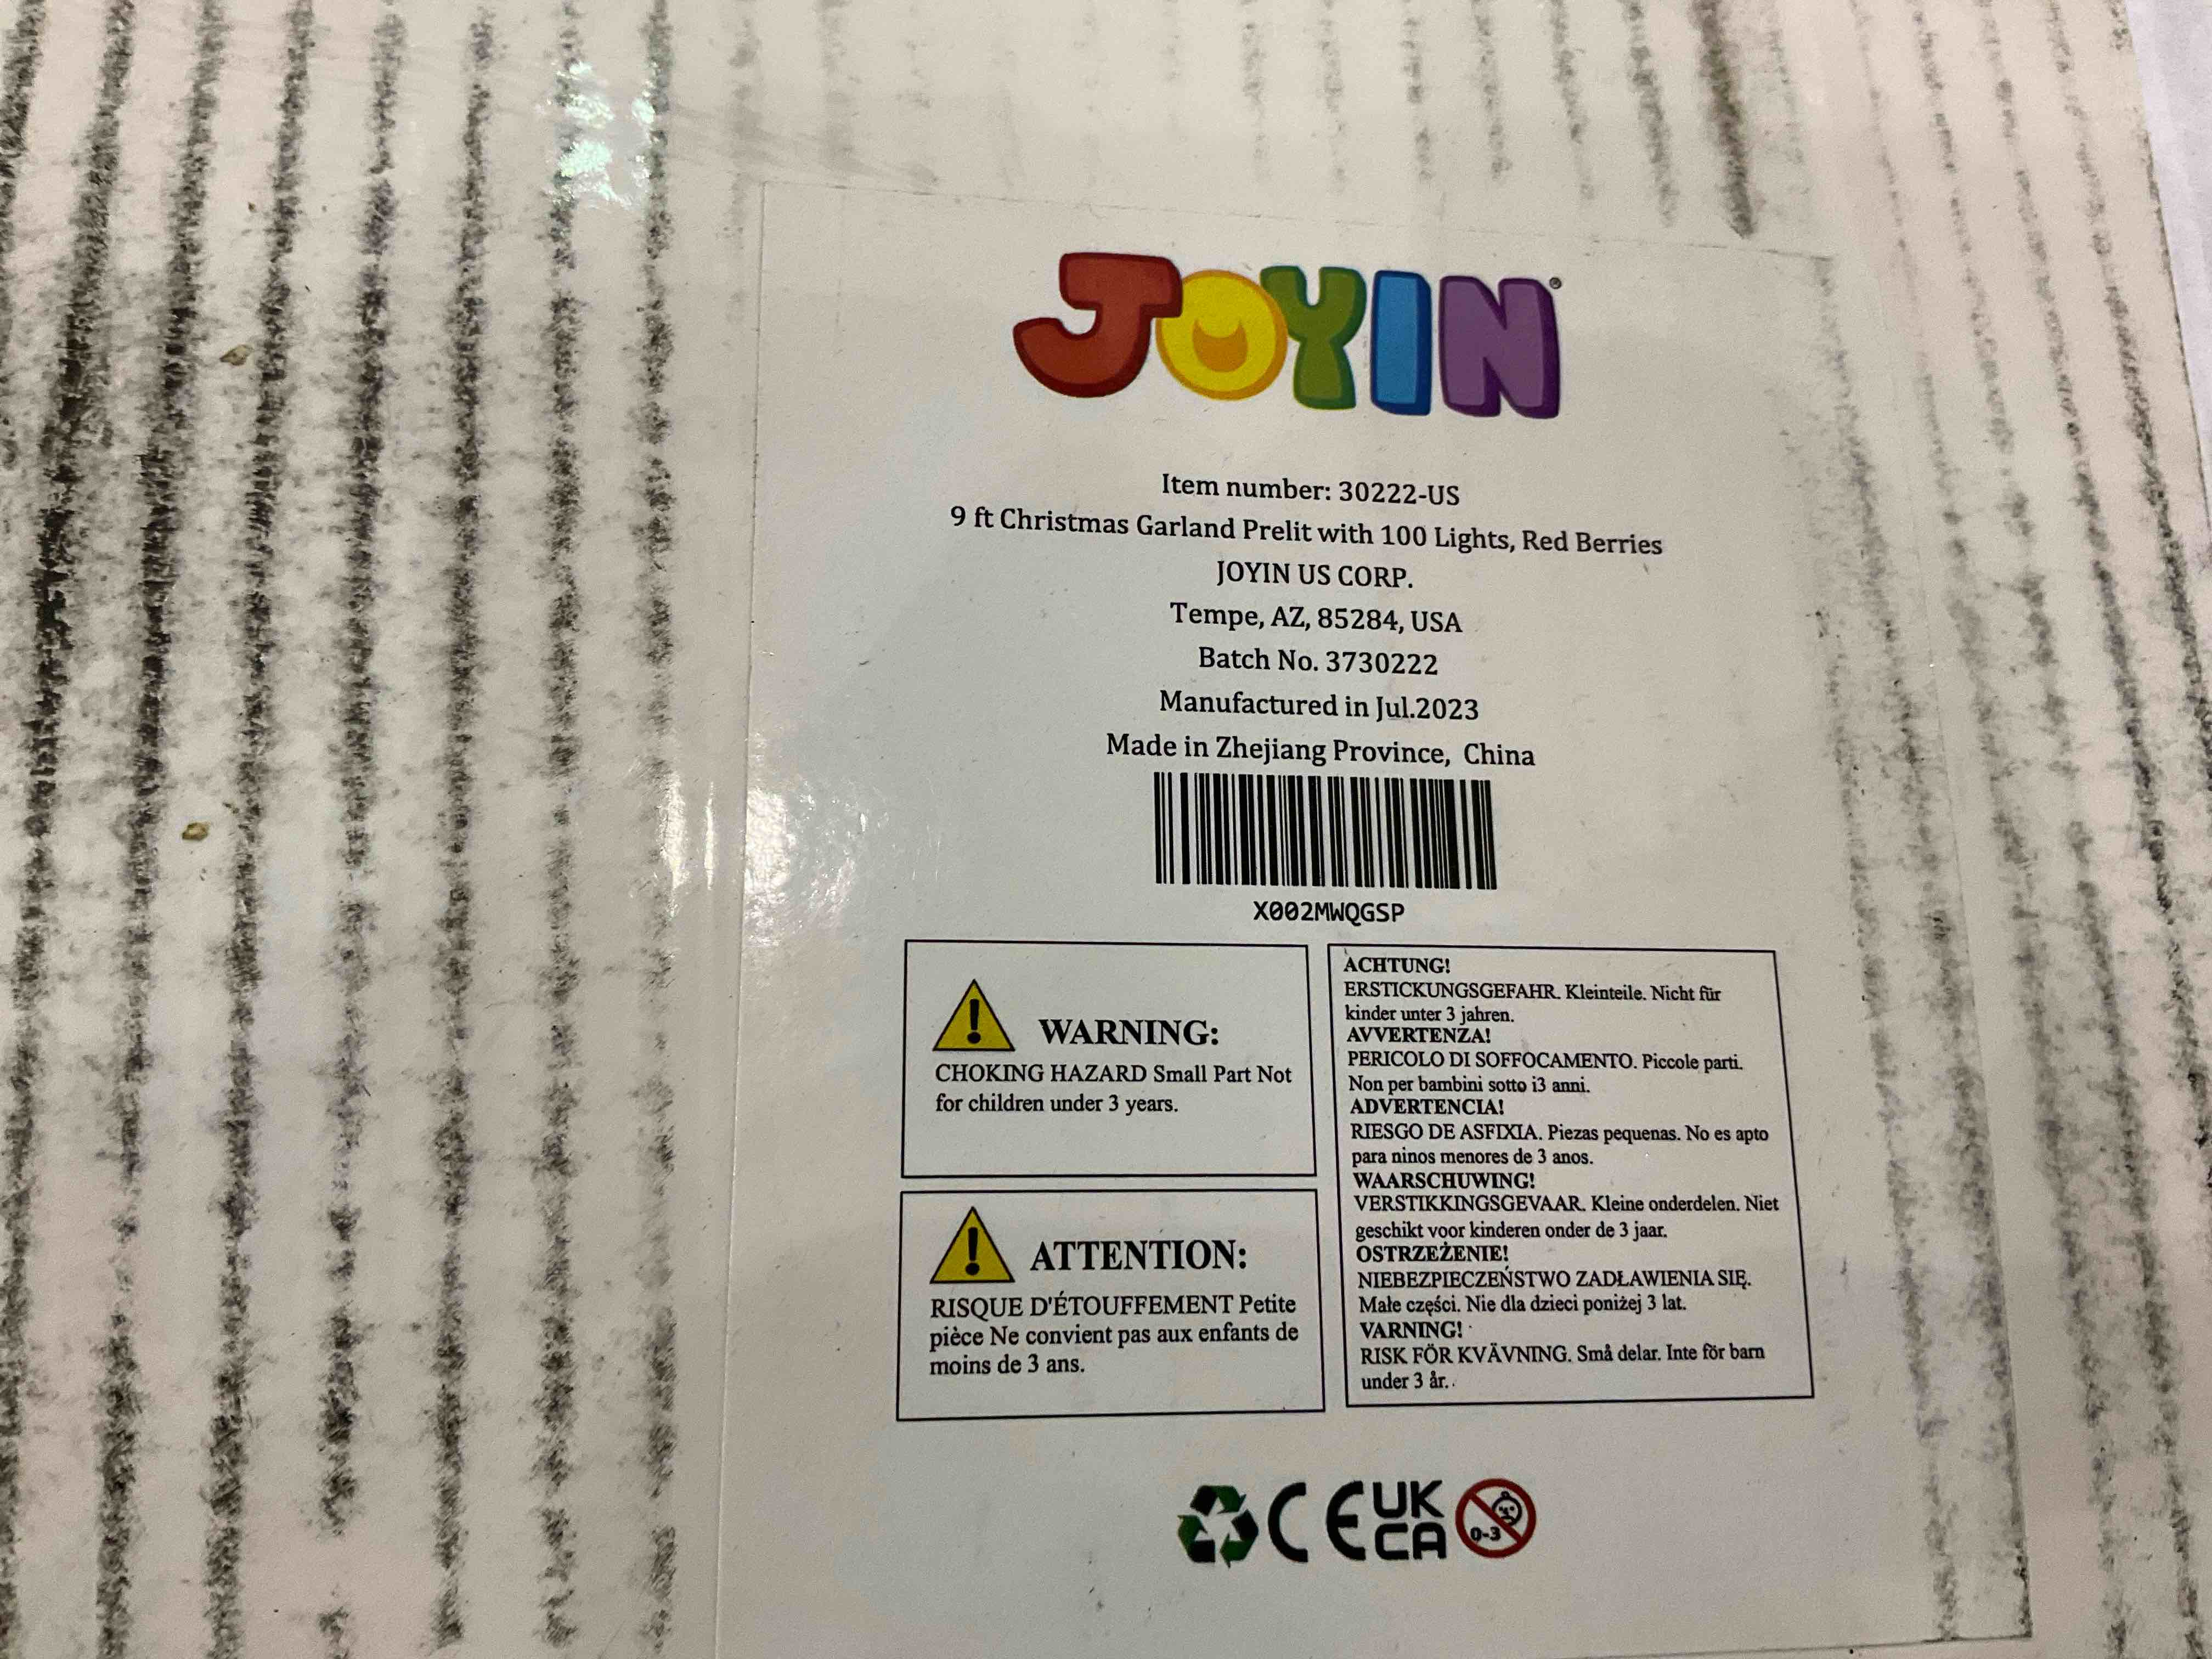 JOYIN®
Item number: 30222-US
9 ft Christmas Garland Prelit with 100 Lights, Red Berries
JOYIN US CORP.
Tempe, AZ, 85284, USA
Batch No. 3730222
Manufactured in Jul.2023
Made in Zhejiang Province, China
X002MWQGSP
WARNING:
CHOKING HAZARD Small Part Not
for children under 3 years.
ATTENTION:
RISQUE D'ÉTOUFFEMENT Petite
pièce Ne convient pas aux enfants de
moins de 3 ans.
ACHTUNG!
ERSTICKUNGSGEFAHR. Kleinteile. Nicht für
kinder unter 3 jahren.
AVVERTENZA!
PERICOLO DI SOFFOCAMENTO. Piccole parti.
Non per bambini sotto i3 anni.
ADVERTENCIA!
RIESGO DE ASFIXIA. Piezas pequenas. No es apto
para ninos menores de 3 anos.
WAARSCHUWING!
VERSTIKKINGSGEVAAR. Kleine onderdelen. Niet
geschikt voor kinderen onder de 3 jaar.
OSTRZEŻENIE!
NIEBEZPIECZEŃSTWO ZADŁAWIENIA SIĘ.
Małe części. Nie dla dzieci poniżej 3 lat.
VARNING!
RISK FÖR KVÄVNING. Små delar. Inte för barn
under 3 år..
CE UK CA 0-3